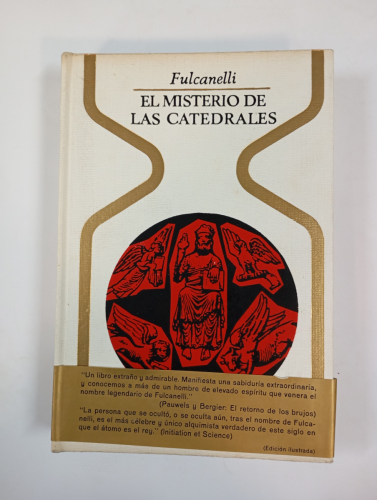 Fulcanelli
EL MISTERIO DE
LAS CATEDRALES
"Un libro extraño y admirable. Manifiesta una sabiduría extraordinaria,
y conocemos a más de un hombre de elevado espíritu que venera el
nombre legendario de Fulcanelli."
(Pauwels y Bergier: El retorno de los brujos)
"La persona que se ocultó, o se oculta aún, tras el nombre de Fulca-
nelli, es el más célebre y único alquimista verdadero de este siglo en
que el átomo es el rey." (Initiation el Science)
(Edición ilustrada)